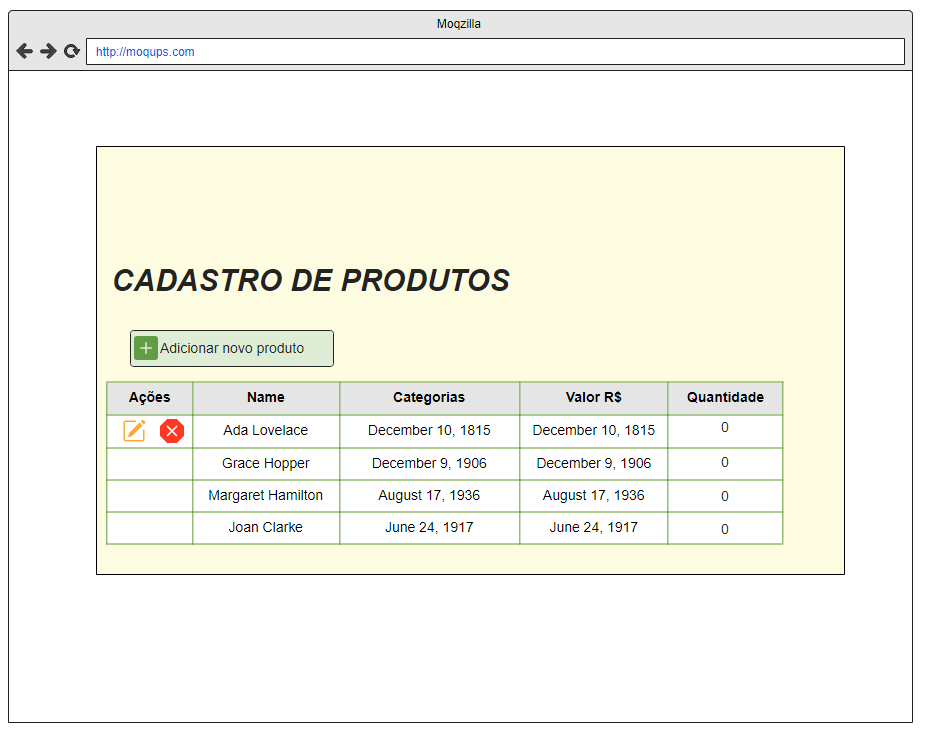 Moqzilla
http://moqups.com
CADASTRO DE PRODUTOS
Adicionar novo produto
Ações Name Categorias Valor R$ Quantidade
Ada Lovelace December 10, 1815 December 10, 1815 0
Grace Hopper December 9, 1906 December 9, 1906 0
Margaret Hamilton August 17, 1936 August 17, 1936 0
Joan Clarke June 24, 1917 June 24, 1917 0